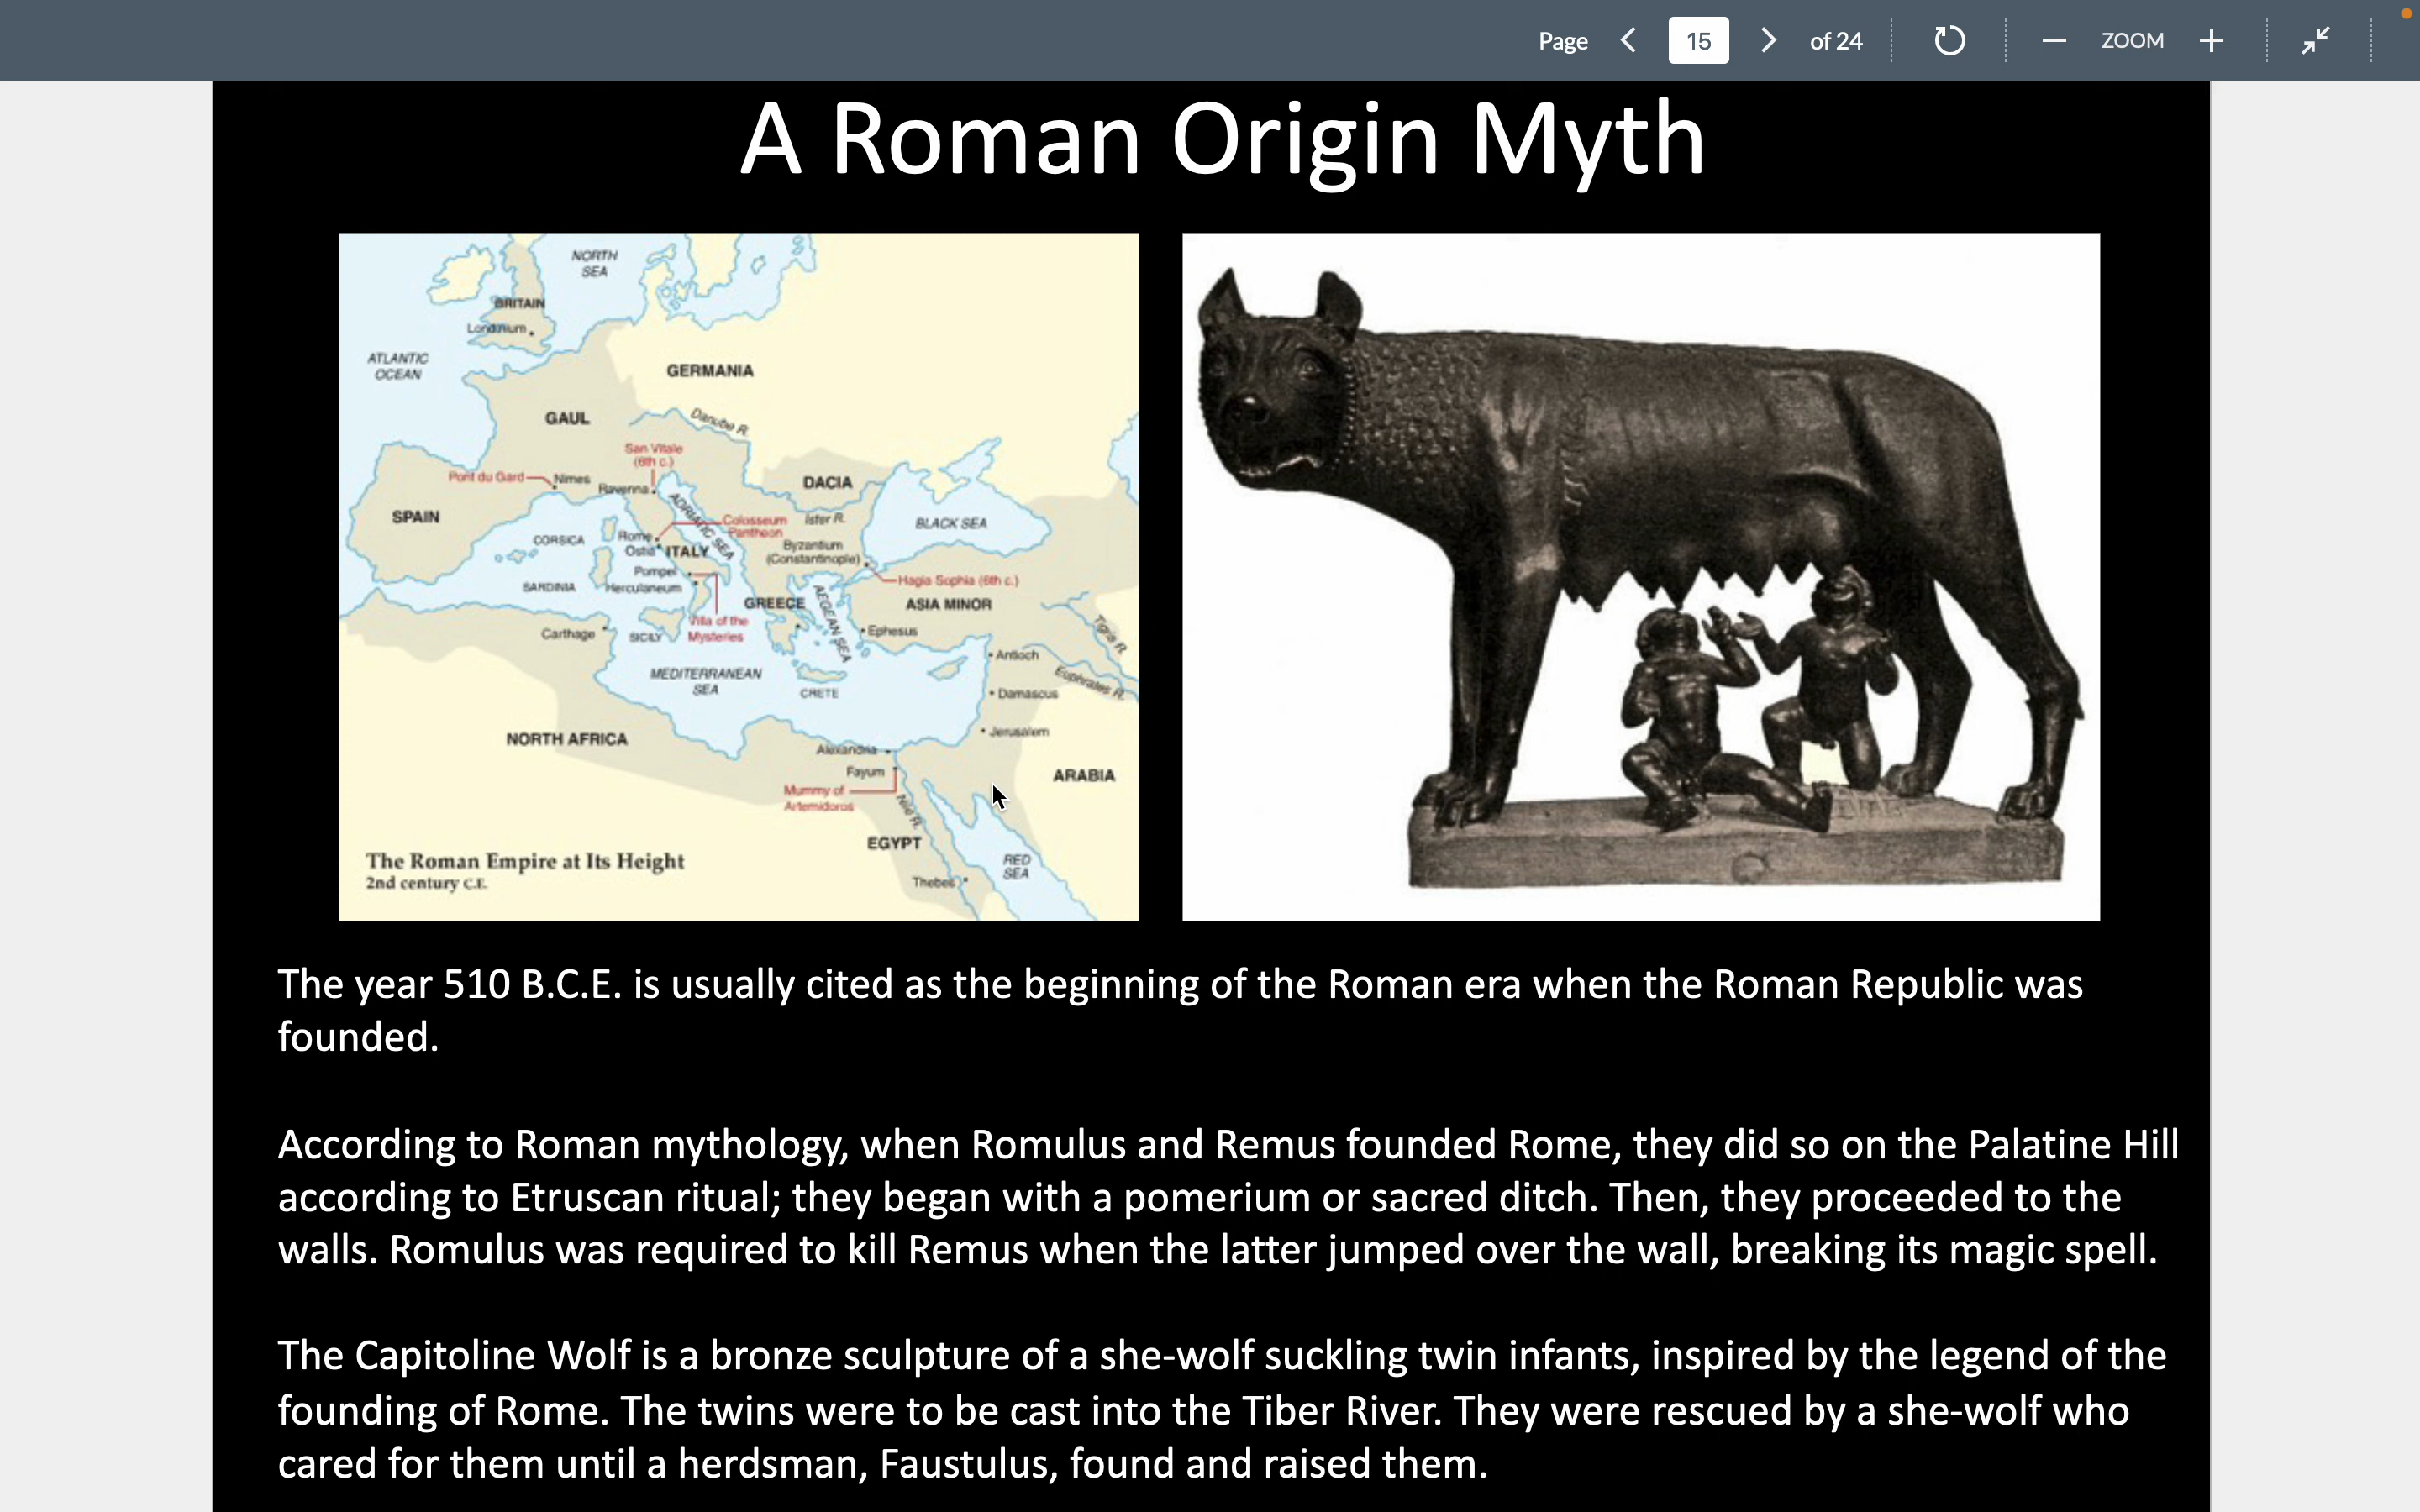 Page 15 of 24 ZOOM
A Roman Origin Myth
NORTH
SEA
BRITAIN
Londinium
ATLANTIC
OCEAN
GERMANIA
GAUL
Danube R.
San Vitale
(6th c.)
Pont du Gard
Nimes
Ravenna
DACIA
SPAIN
ADRIATIC SEA
Colosseum
Pantheon
Ister R.
BLACK SEA
CORSICA
Rome
Ostia
ITALY
Byzantium
(Constantinople)
Pompei
Hagia Sophia (6th c.)
SARDINIA
Herculaneum
GREECE
AEGEAN SEA
ASIA MINOR
Villa of the
Mysteries
Tigris R.
Carthage
SICILY
Ephesus
Antioch
MEDITERRANEAN
SEA
CRETE
Euphrates R.
Damascus
Jerusalem
NORTH AFRICA
Alexandria
Fayum
ARABIA
Mummy of
Artemidoros
Nile R.
EGYPT
RED
SEA
Thebes
The Roman Empire at Its Height
2nd century C.E.
The year 510 B.C.E. is usually cited as the beginning of the Roman era when the Roman Republic was
founded.
According to Roman mythology, when Romulus and Remus founded Rome, they did so on the Palatine Hill
according to Etruscan ritual; they began with a pomerium or sacred ditch. Then, they proceeded to the
walls. Romulus was required to kill Remus when the latter jumped over the wall, breaking its magic spell.
The Capitoline Wolf is a bronze sculpture of a she-wolf suckling twin infants, inspired by the legend of the
founding of Rome. The twins were to be cast into the Tiber River. They were rescued by a she-wolf who
cared for them until a herdsman, Faustulus, found and raised them.